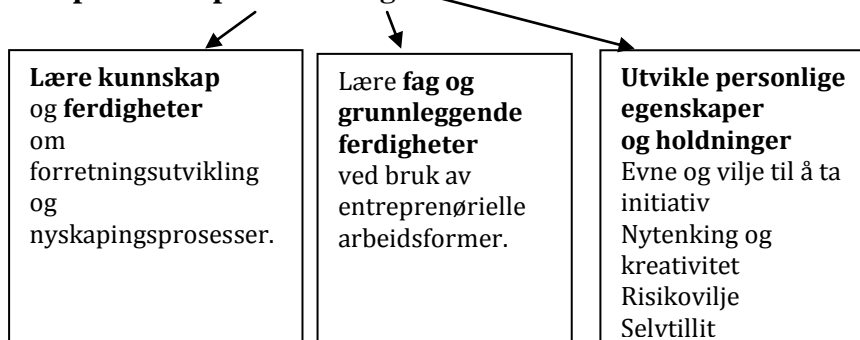 Lære kunnskap
og ferdigheter
om
forretningsutvikling
og
nyskapingsprosesser.
Lære fag og
grunnleggende
ferdigheter
ved bruk av
entreprenørielle
arbeidsformer.
Utvikle personlige
egenskaper
og holdninger
Evne og vilje til å ta
initiativ
Nytenking og
kreativitet
Risikovilje
Selvtillit